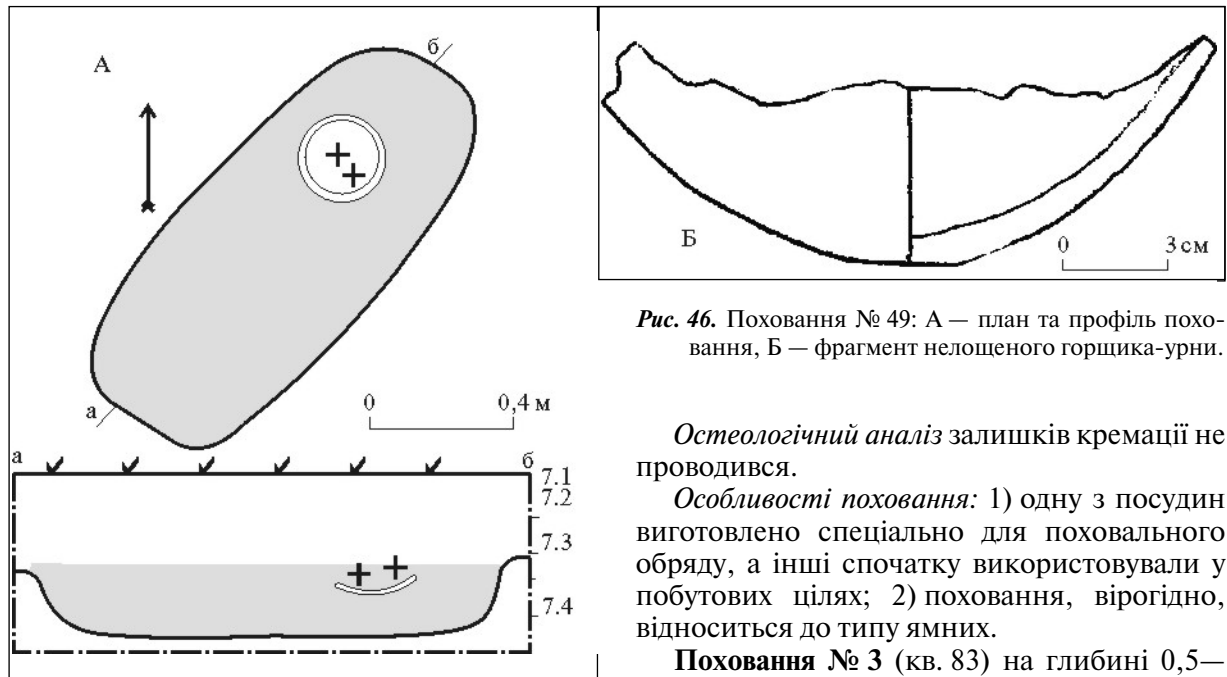 А
б
а
0 0,4 м
а б
7.1
7.2
7.3
7.4
Б
0 3 см
Рис. 46. Поховання № 49: А — план та профіль похо-
вання, Б — фрагмент нелощеного горщика-урни.
Остеологічний аналіз залишків кремації не
проводився.
Особливості поховання: 1) одну з посудин
виготовлено спеціально для поховального
обряду, а інші спочатку використовували у
побутових цілях; 2) поховання, вірогідно,
відноситься до типу ямних.
Поховання № 3 (кв. 83) на глибині 0,5—